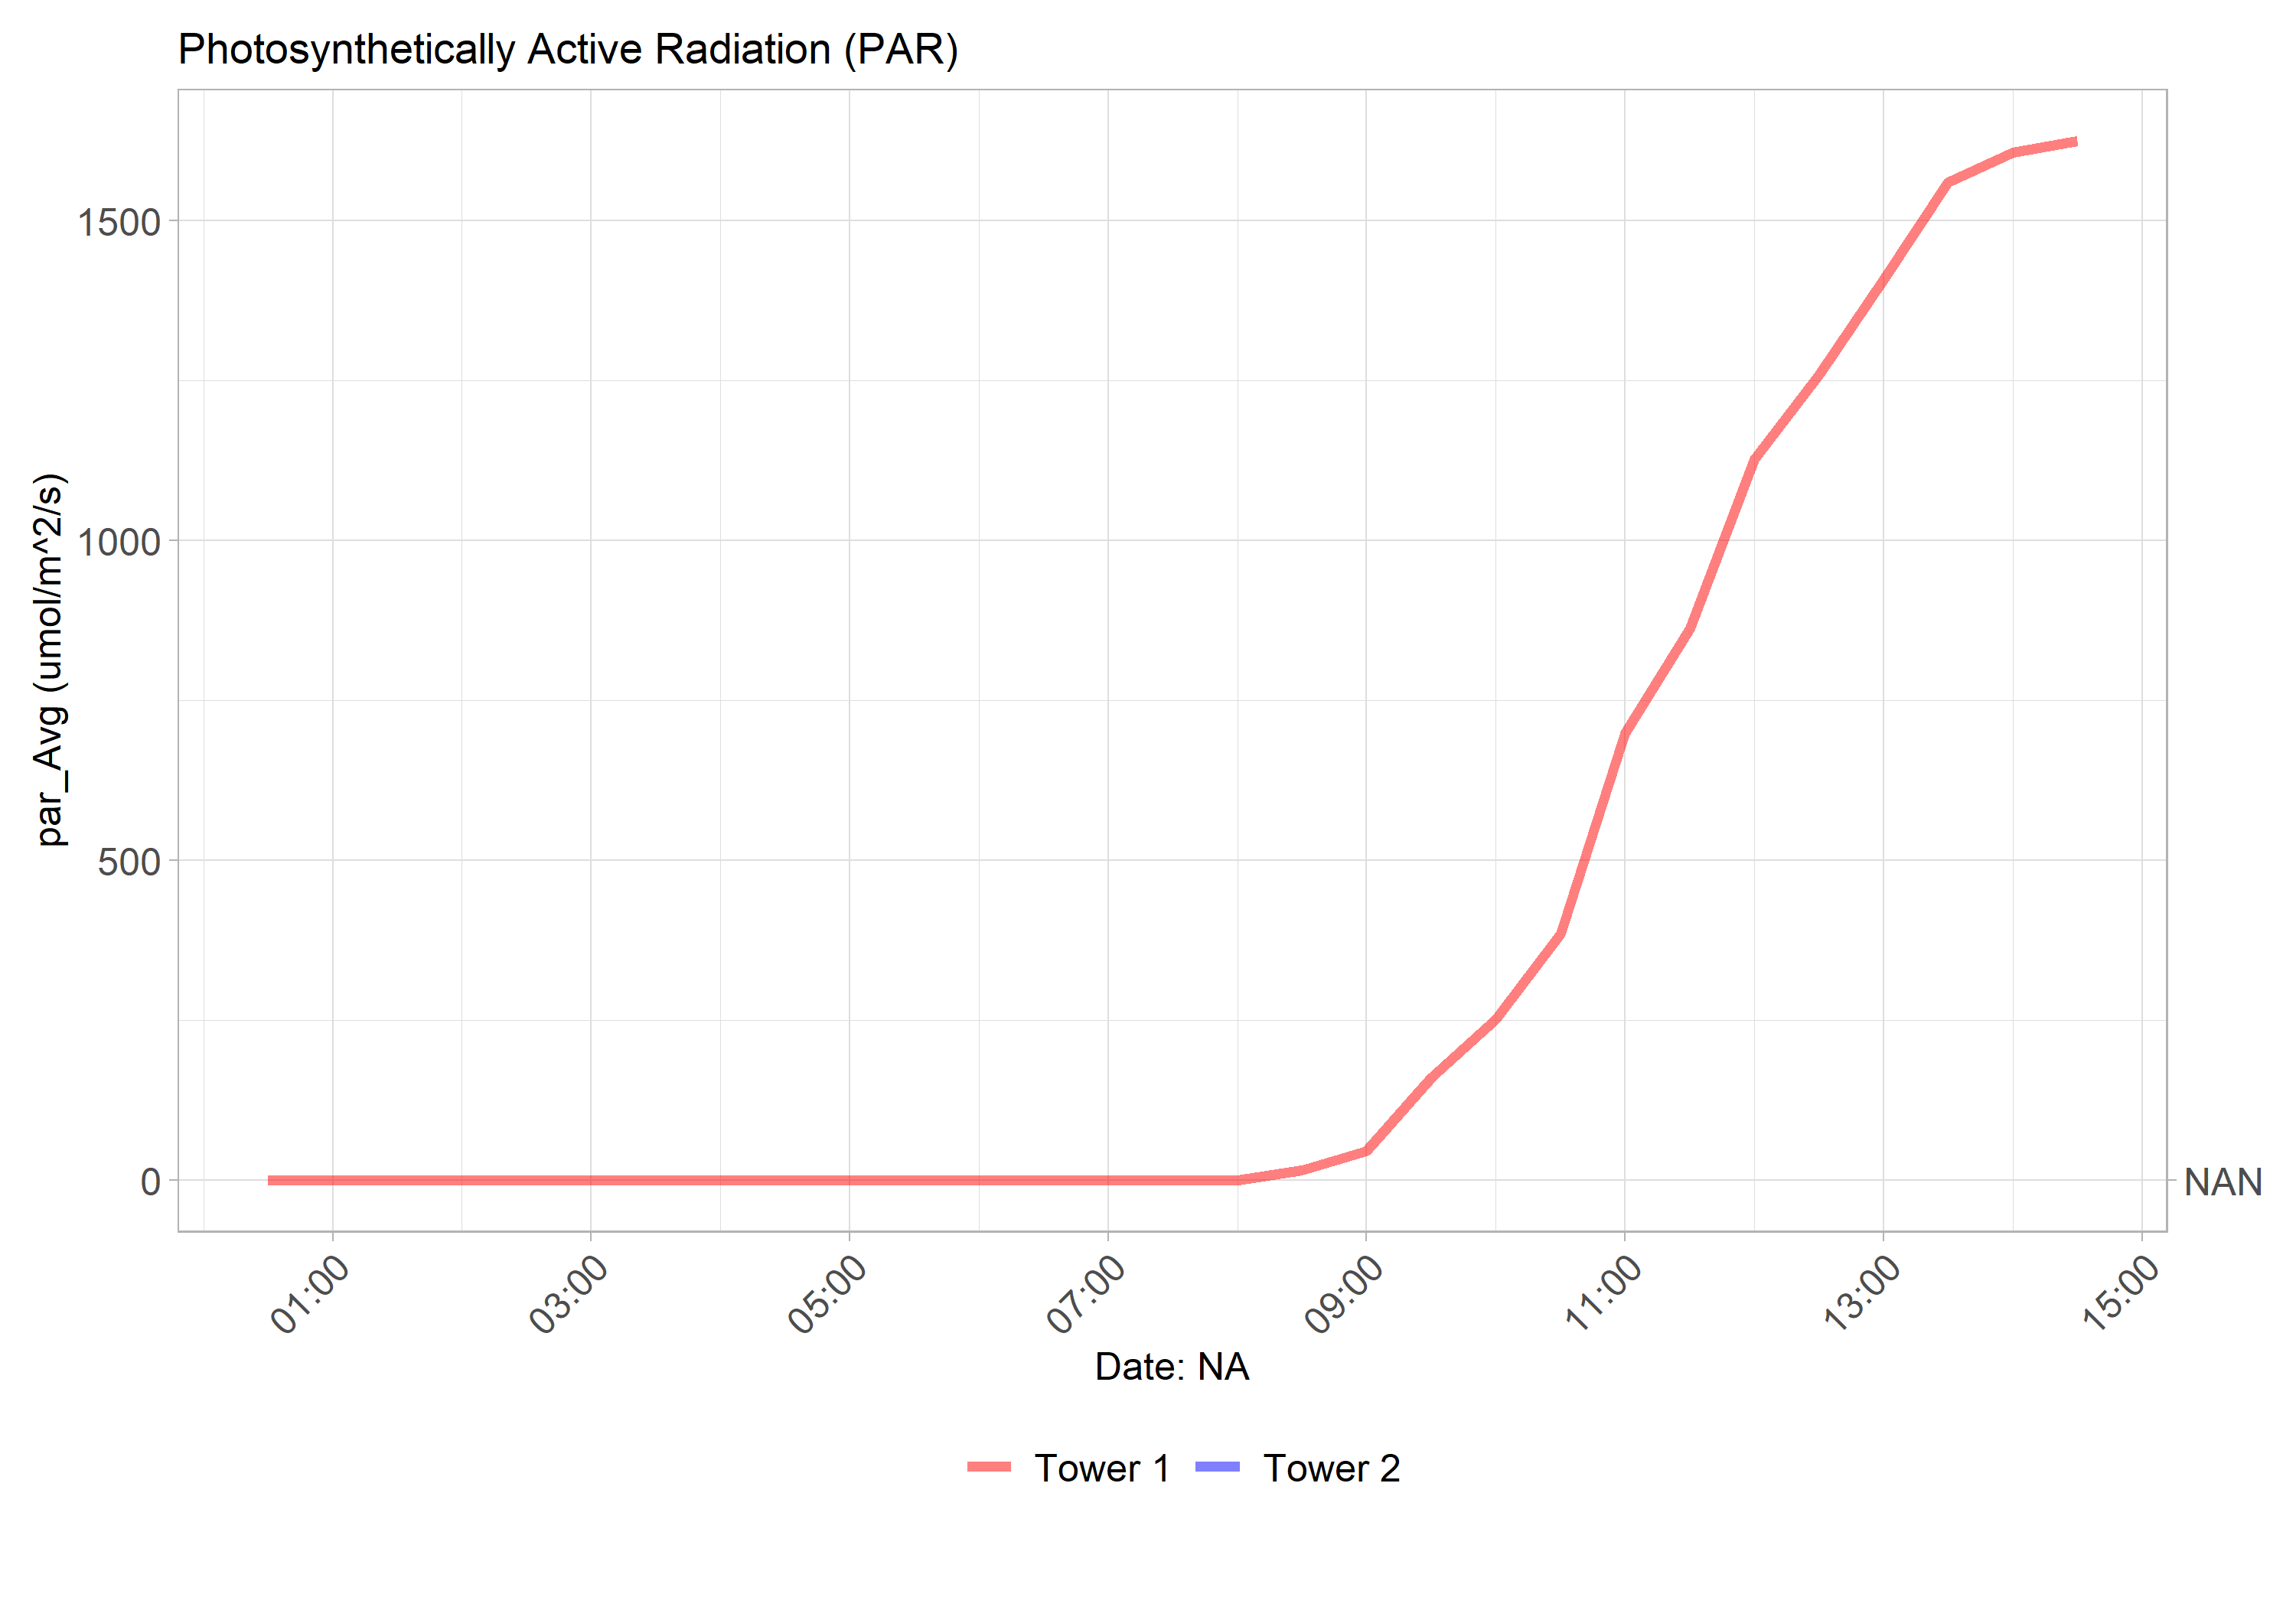 Photosynthetically Active Radiation (PAR)
par_Avg (umol/m^2/s)
1500
1000
500
0
NAN
01:00
03:00
05:00
07:00
09:00
11:00
13:00
15:00
Date: NA
Tower 1
Tower 2